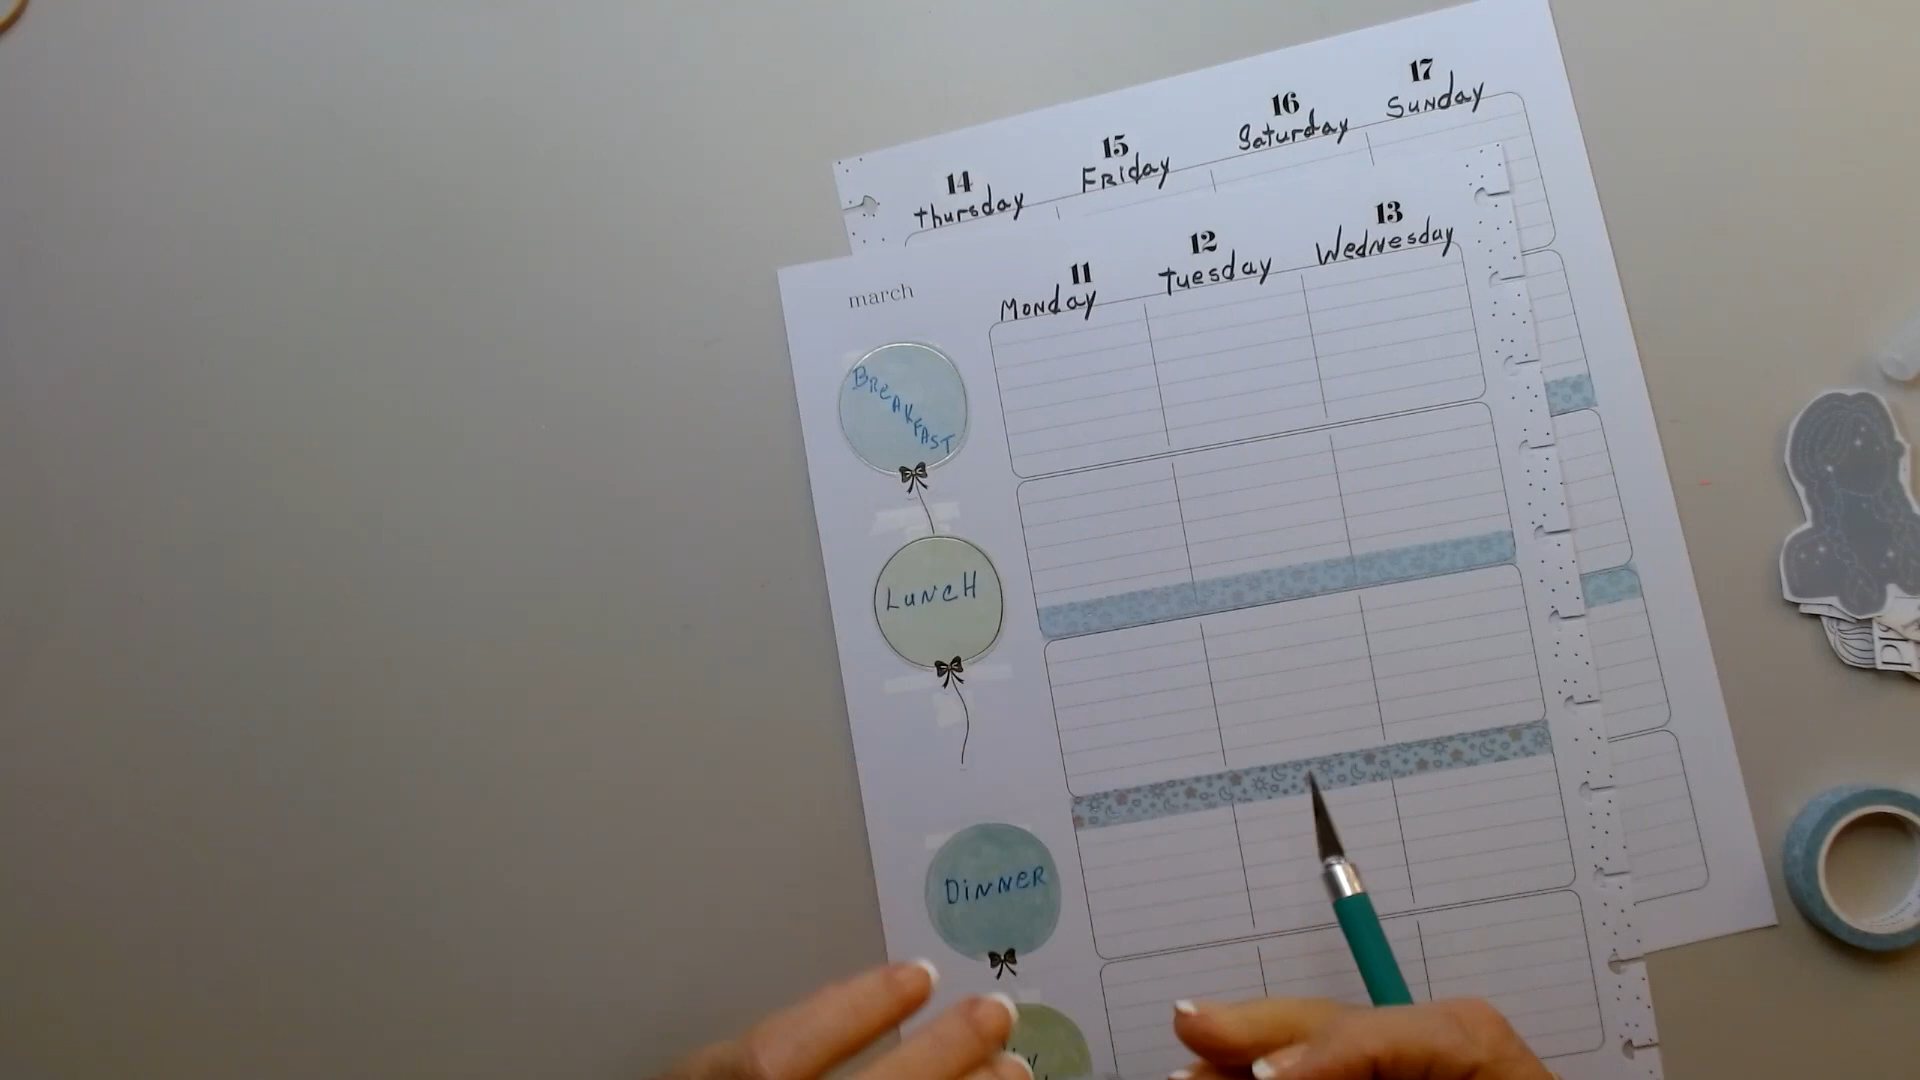 14 15 16 17
thursday Friday Saturday Sunday
march
11 12 13
Monday Tuesday Wednesday
BReAKFAST
LuNcH
DiNNeR